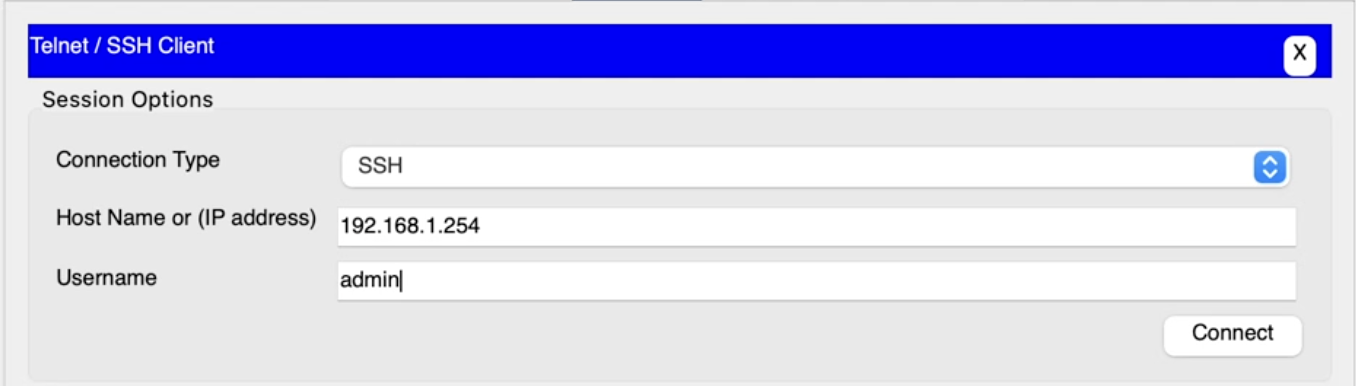 Telnet / SSH Client
X
Session Options
Connection Type
SSH
Host Name or (IP address)
192.168.1.254
Username
admin
Connect